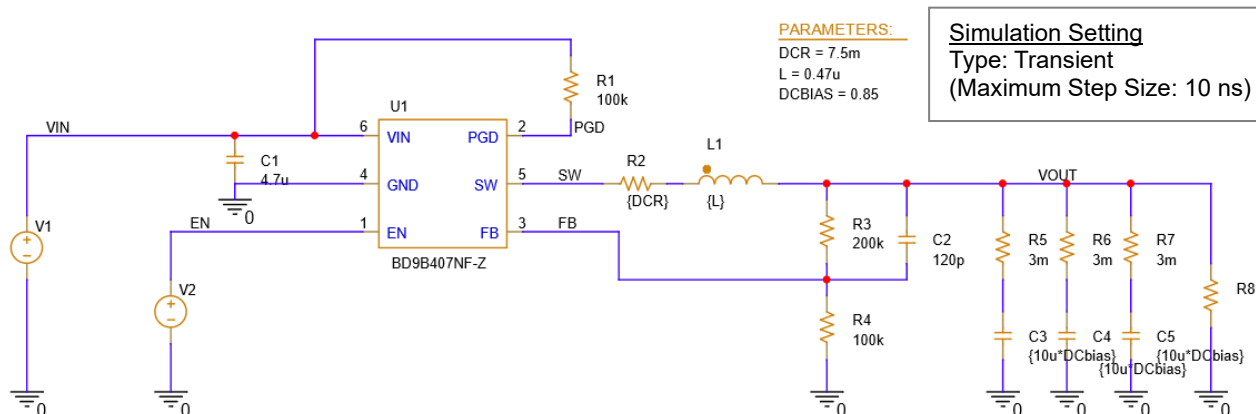 PARAMETERS:
DCR = 7.5m
L = 0.47u
DCBIAS = 0.85
Simulation Setting
Type: Transient
(Maximum Step Size: 10 ns)
R1
100k
U1
VIN
6
VIN
PGD
2
PGD
C1
4.7u
4
GND
SW
5
SW
R2
{DCR}
L1
{L}
VOUT
0
EN
1
EN
FB
3
FB
BD9B407NF-Z
V1
V2
R3
200k
C2
120p
R5
3m
R6
3m
R7
3m
R8
R4
100k
C3
{10u*DCbias}
C4
{10u*DCbias}
C5
{10u*DCbias}
0
0
0
0
0
0
0